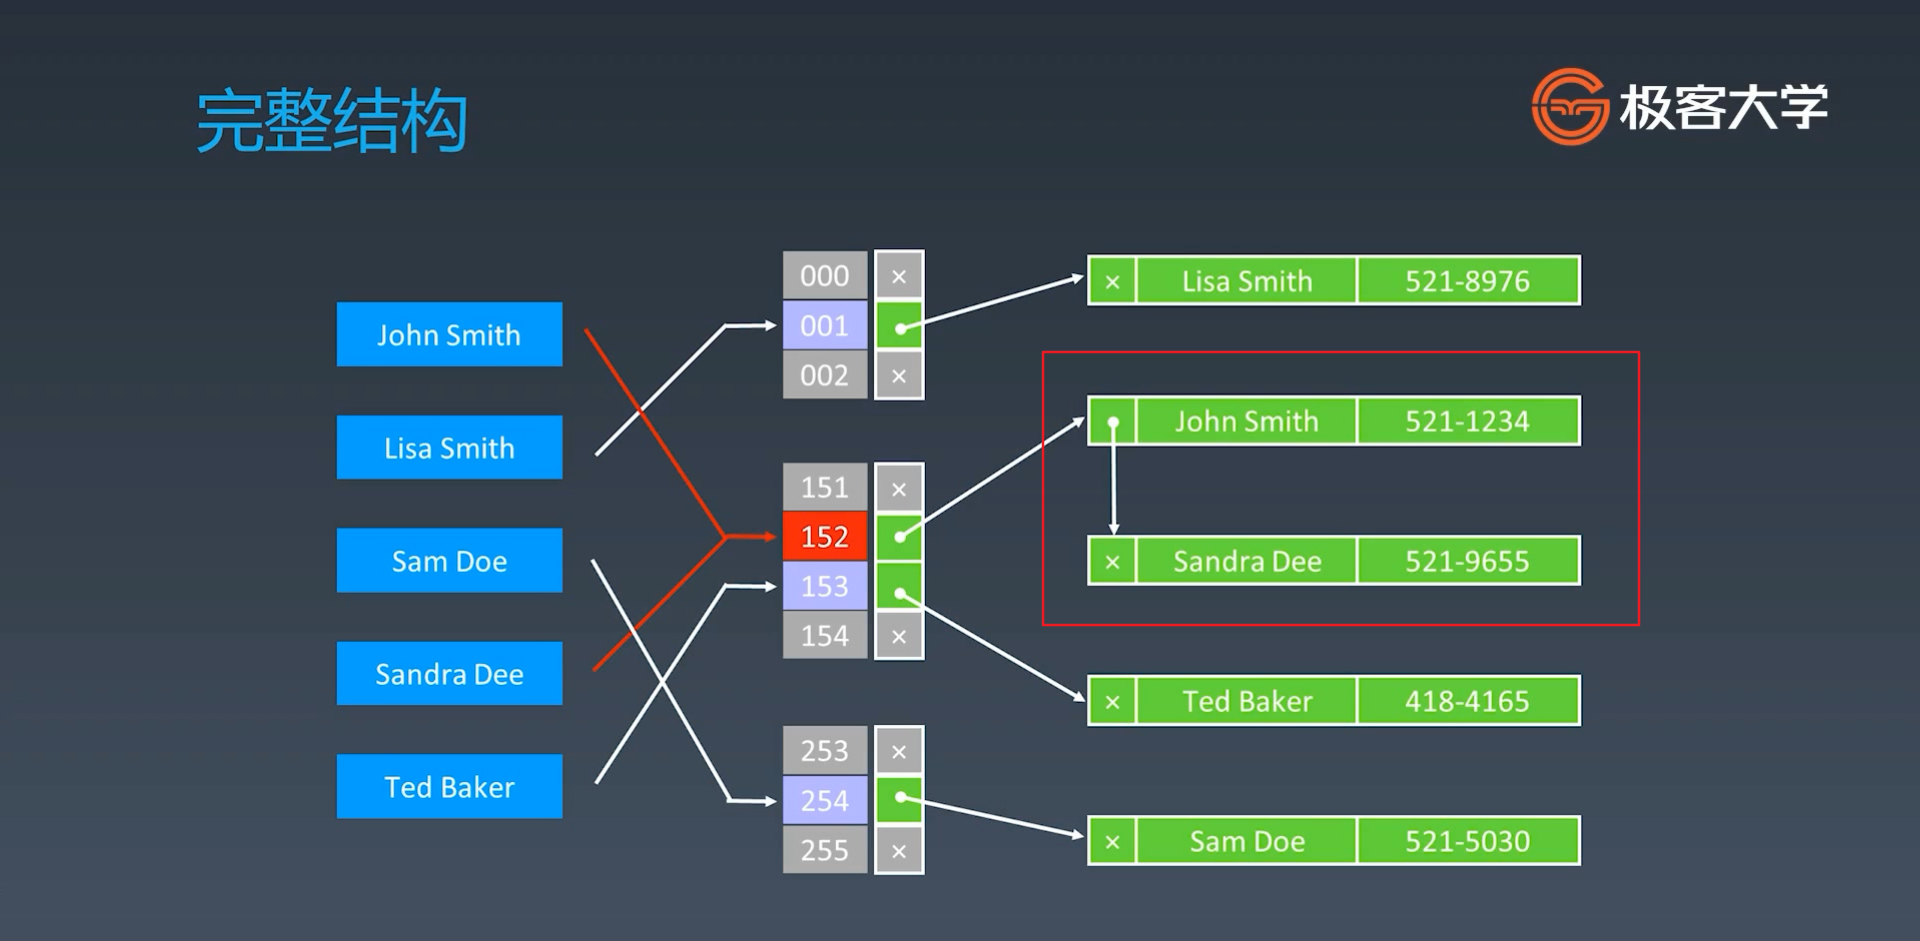 完整结构
极客大学
John Smith
Lisa Smith
Sam Doe
Sandra Dee
Ted Baker
000 ×
001
002 ×
151 ×
152
153
154 ×
253 ×
254
255 ×
× Lisa Smith 521-8976
John Smith 521-1234
× Sandra Dee 521-9655
× Ted Baker 418-4165
× Sam Doe 521-5030